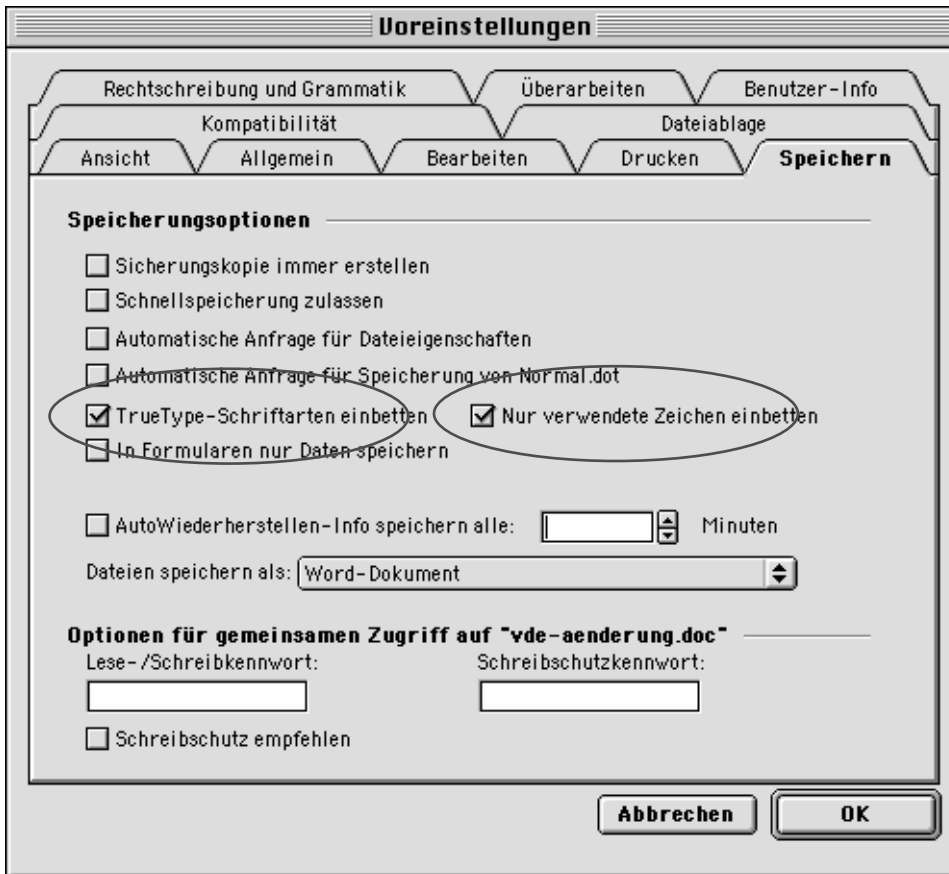 Voreinstellungen
Rechtschreibung und Grammatik Überarbeiten Benutzer-Info
Kompatibilität Dateiablage
Ansicht Allgemein Bearbeiten Drucken Speichern
Speicherungsoptionen
Sicherungskopie immer erstellen
Schnellspeicherung zulassen
Automatische Anfrage für Dateieigenschaften
Automatische Anfrage für Speicherung von Normal.dot
TrueType-Schriftarten einbetten Nur verwendete Zeichen einbetten
In Formularen nur Daten speichern
AutoWiederherstellen-Info speichern alle: Minuten
Dateien speichern als: Word-Dokument
Optionen für gemeinsamen Zugriff auf "vde-aenderung.doc"
Lese-/Schreibkennwort: Schreibschutzkennwort:
Schreibschutz empfehlen
Abbrechen OK